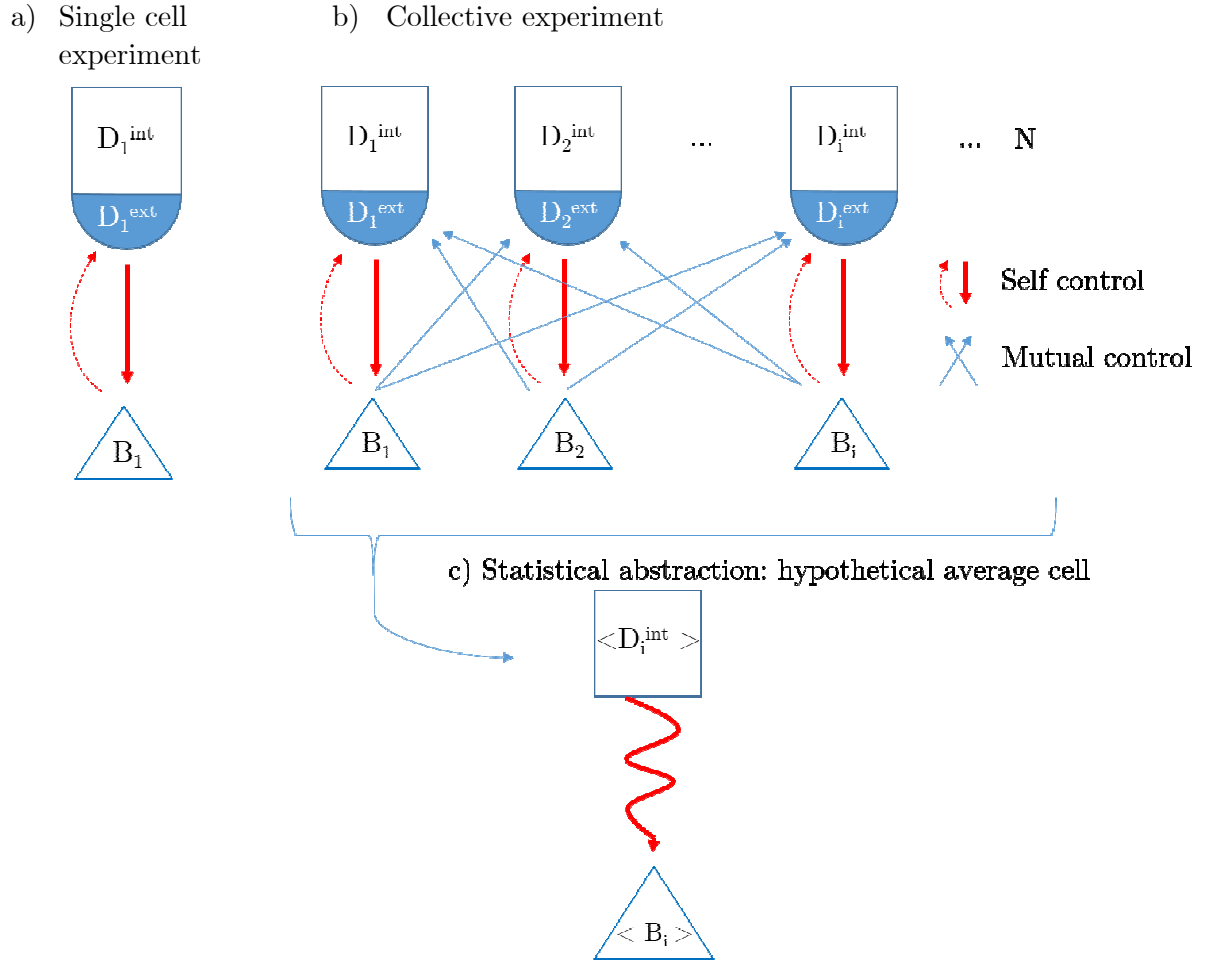 a) Single cell
experiment
b) Collective experiment
D₁ⁱⁿᵗ
D₁ᵉˣᵗ
B₁
D₁ⁱⁿᵗ D₂ⁱⁿᵗ ... Dᵢⁱⁿᵗ ... N
D₁ᵉˣᵗ D₂ᵉˣᵗ Dᵢᵉˣᵗ
Self control
Mutual control
B₁ B₂ Bᵢ
c) Statistical abstraction: hypothetical average cell
<Dᵢⁱⁿᵗ >
< Bᵢ>